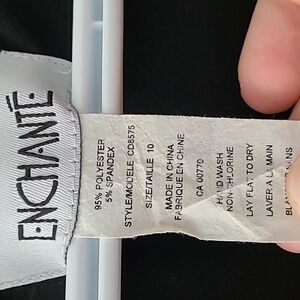 ENCHANTÉ
95% POLYESTER
5% SPANDEX
STYLE/MODELE CD8575
SIZE/TAILLE 10
MADE IN CHINA
FABRIQUE EN CHINE
CA 00770
HAND WASH
NON-CHLORINE
LAY FLAT TO DRY
LAVER A LA MAIN